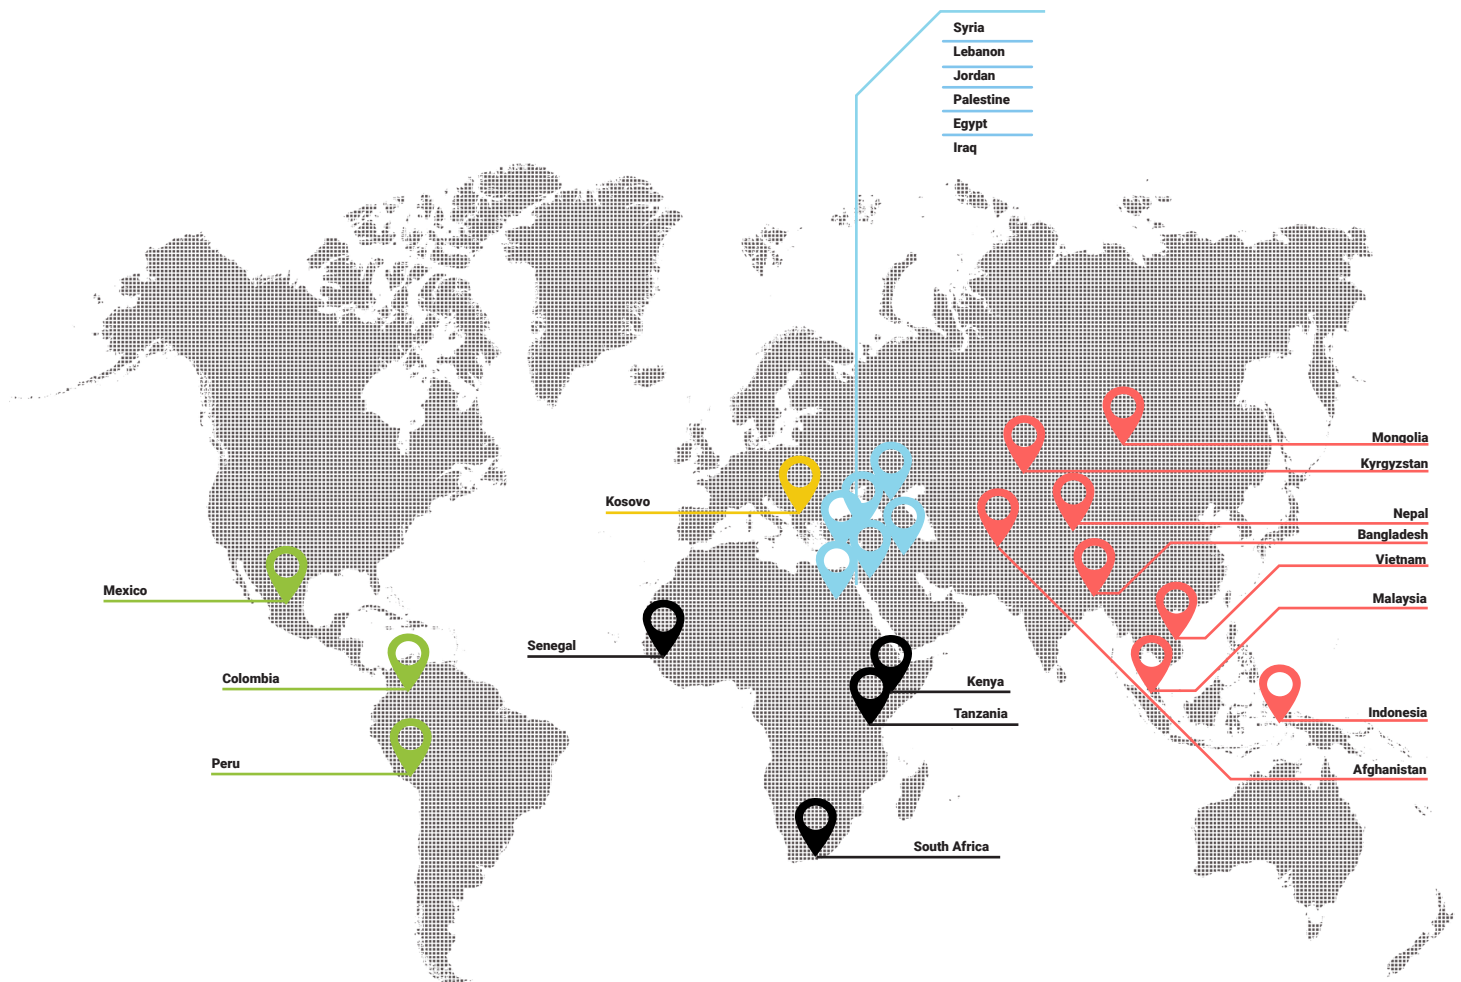 Syria
Lebanon
Jordan
Palestine
Egypt
Iraq
Mongolia
Kyrgyzstan
Kosovo
Nepal
Bangladesh
Vietnam
Mexico
Malaysia
Senegal
Colombia
Kenya
Tanzania
Indonesia
Peru
Afghanistan
South Africa